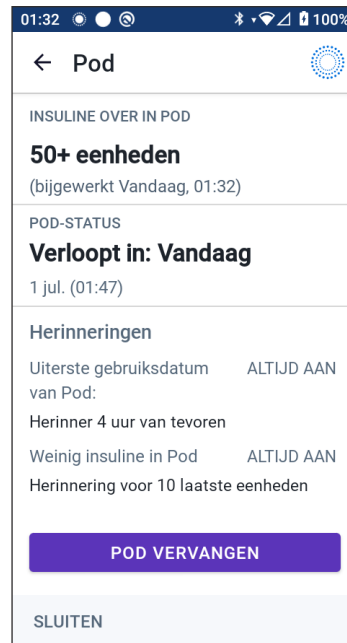 01:32 100%
Pod
INSULINE OVER IN POD
50+ eenheden
(bijgewerkt Vandaag, 01:32)
POD-STATUS
Verloopt in: Vandaag
1 jul. (01:47)
Herinneringen
Uiterste gebruiksdatum ALTIJD AAN
van Pod:
Herinner 4 uur van tevoren
Weinig insuline in Pod ALTIJD AAN
Herinnering voor 10 laatste eenheden
POD VERVANGEN
SLUITEN